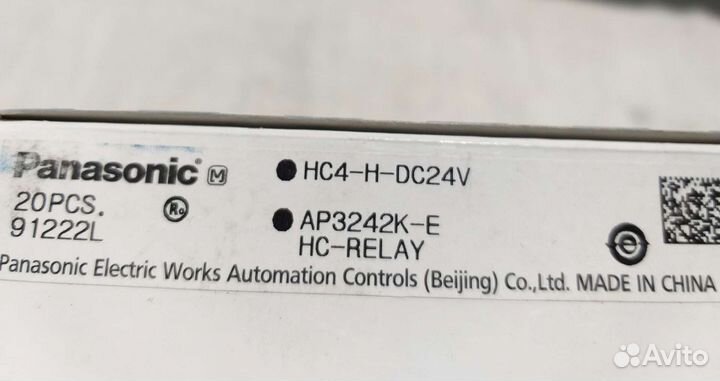 Panasonic M
● HC4-H-DC24V
20PCS.
91222L
● AP3242K-E
HC-RELAY
Panasonic Electric Works Automation Controls (Beijing) Co.,Ltd. MADE IN CHINA
Avito